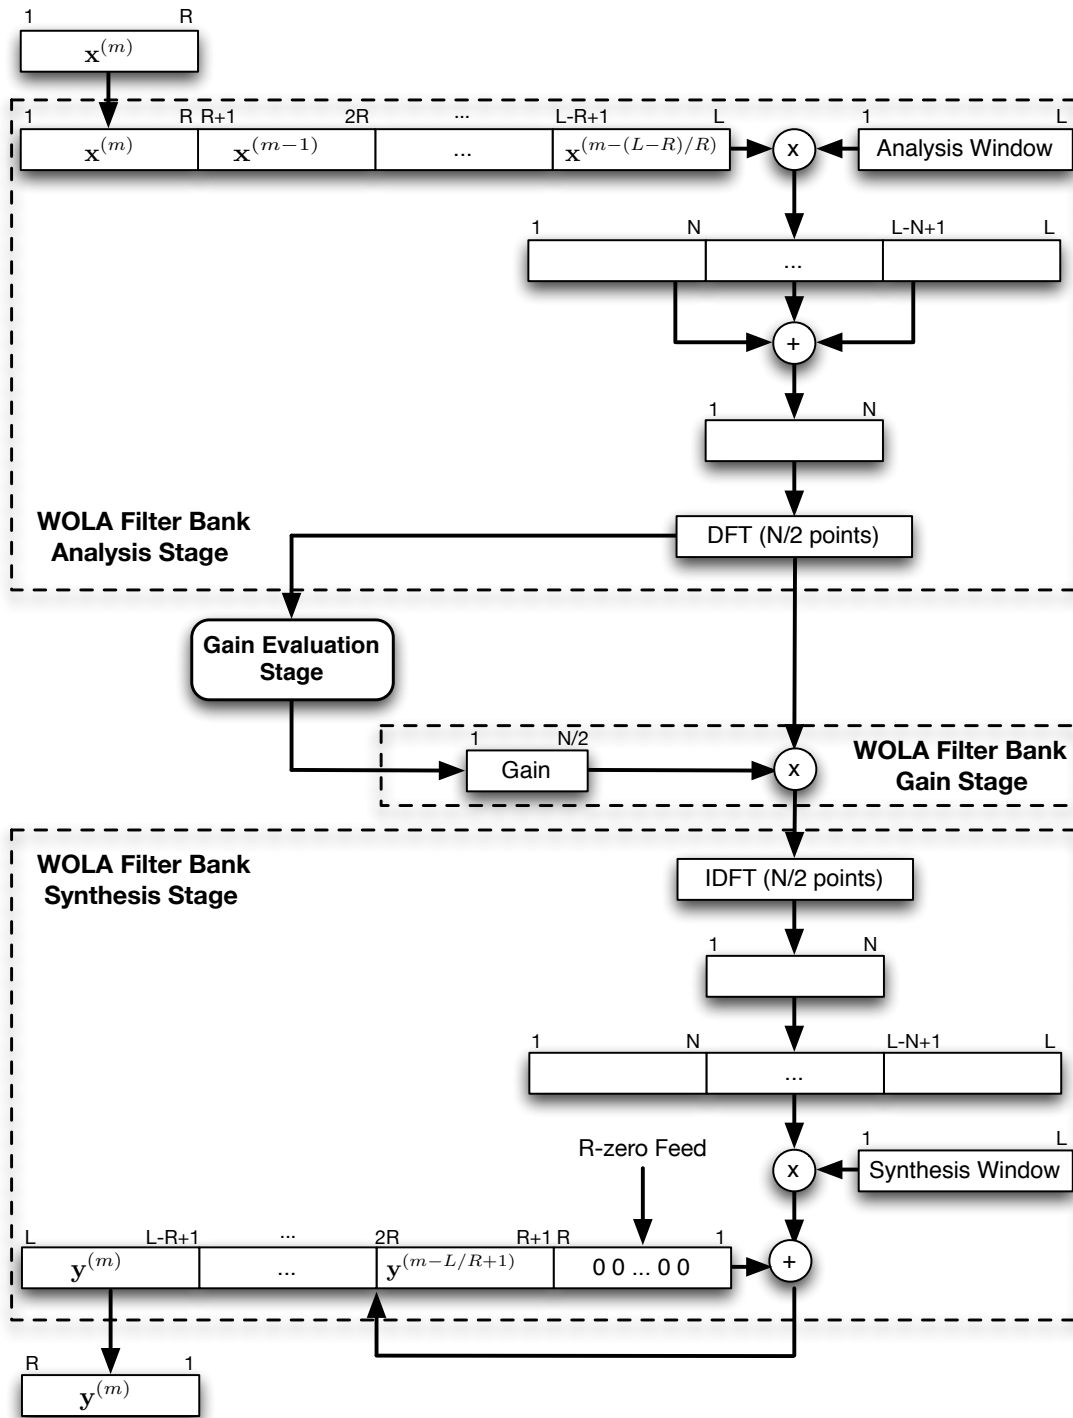 1 R
x^(m)
1 R R+1 2R ... L-R+1 L
x^(m) x^(m−1) ... x^(m−(L−R)/R)
x
1 L
Analysis Window
1 N L-N+1 L
...
+
1 N
DFT (N/2 points)
WOLA Filter Bank
Analysis Stage
Gain Evaluation
Stage
1 N/2
Gain
x
WOLA Filter Bank
Gain Stage
WOLA Filter Bank
Synthesis Stage
IDFT (N/2 points)
1 N
1 N L-N+1 L
...
R-zero Feed
x
1 L
Synthesis Window
L L-R+1 ... 2R R+1 R 1
y^(m) ... y^(m−L/R+1) 0 0 ... 0 0
+
R 1
y^(m)